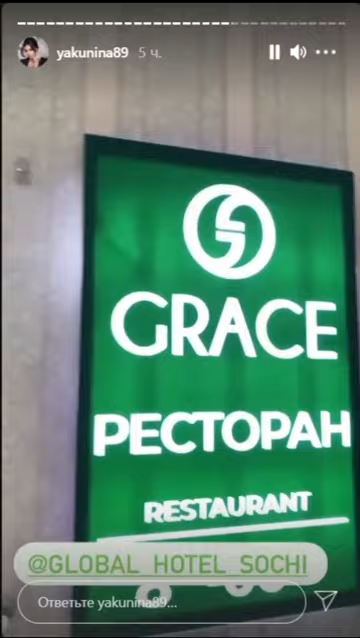 yakunina89 5 ч.
GRACE
РЕСТОРАН
RESTAURANT
@GLOBAL_HOTEL_SOCHI
Ответьте yakunina89...